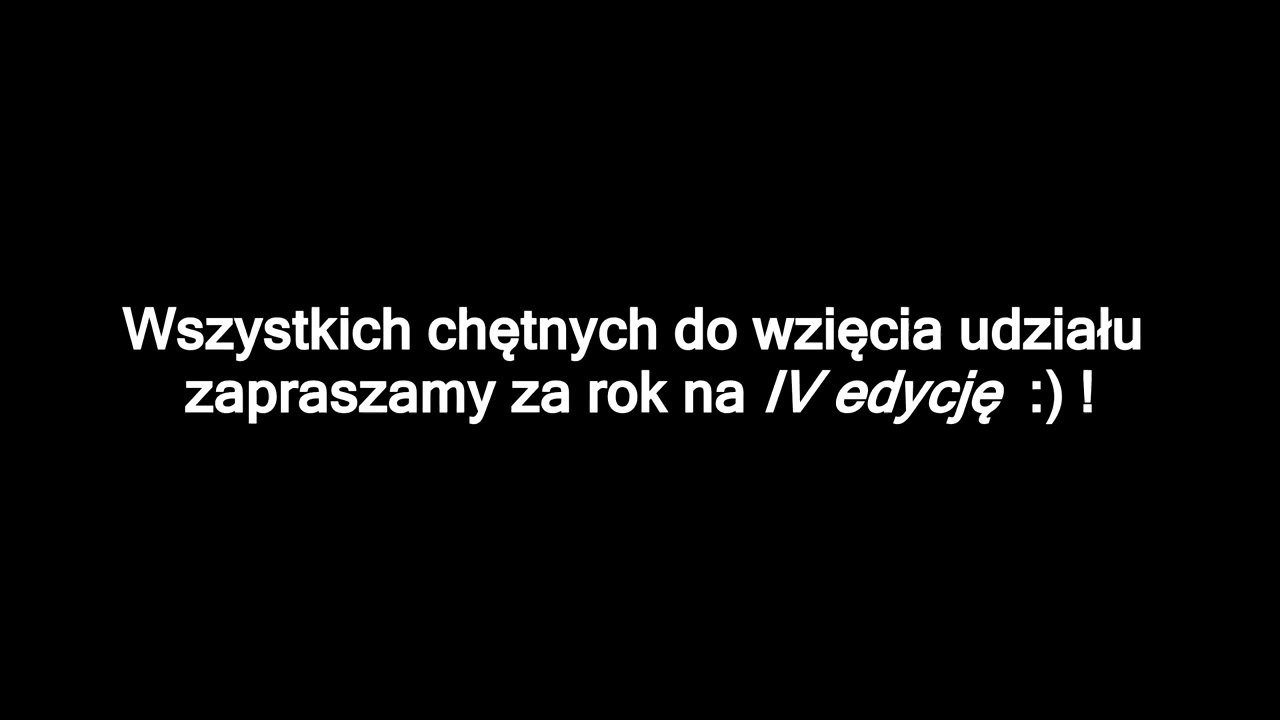 Wszystkich chętnych do wzięcia udziału
zapraszamy za rok na IV edycję :) !